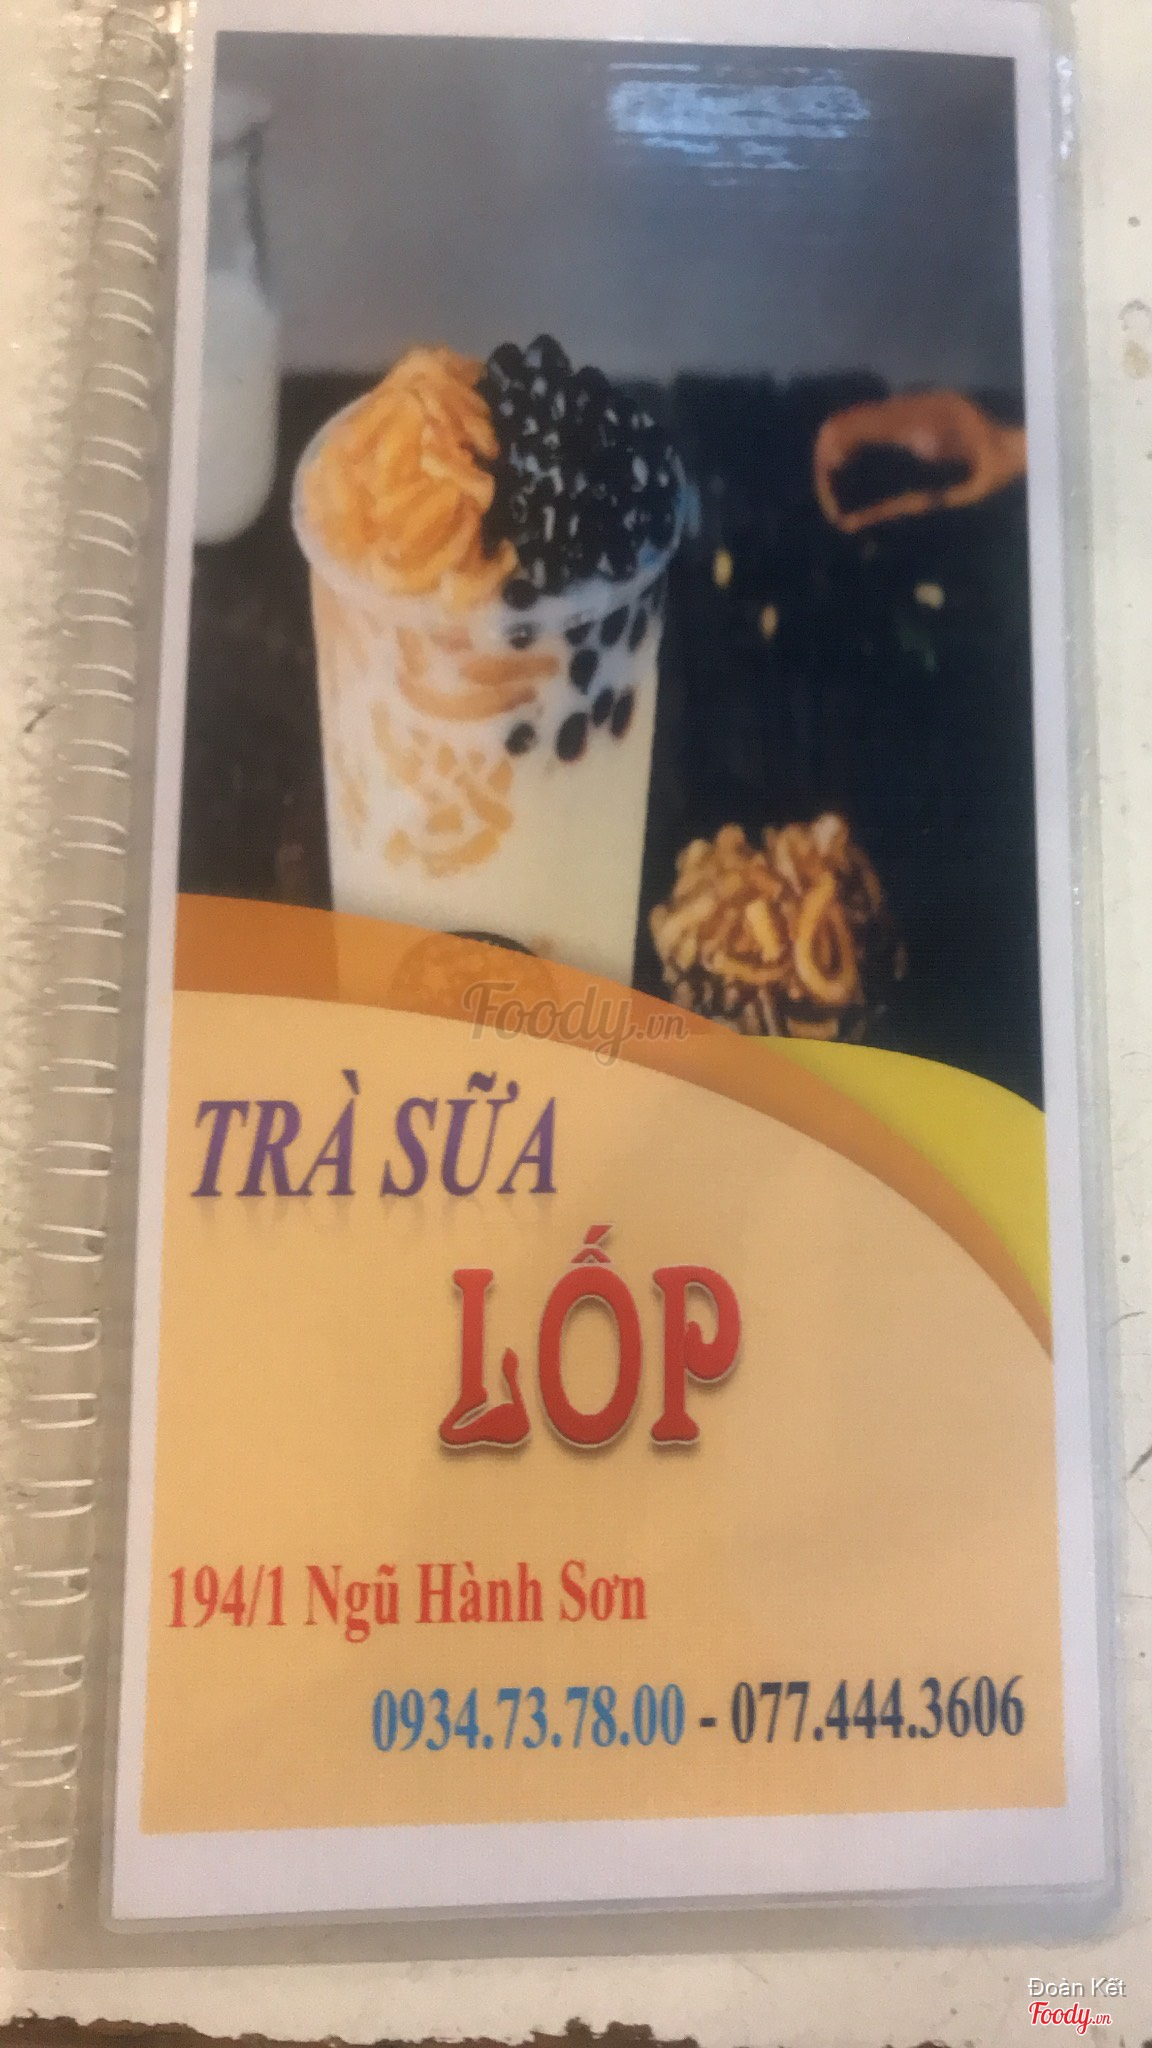 Foody.vn
TRÀ SỮA
LỐP
194/1 Ngũ Hành Sơn
0934.73.78.00 - 077.444.3606
Đoàn Kết
Foody.vn